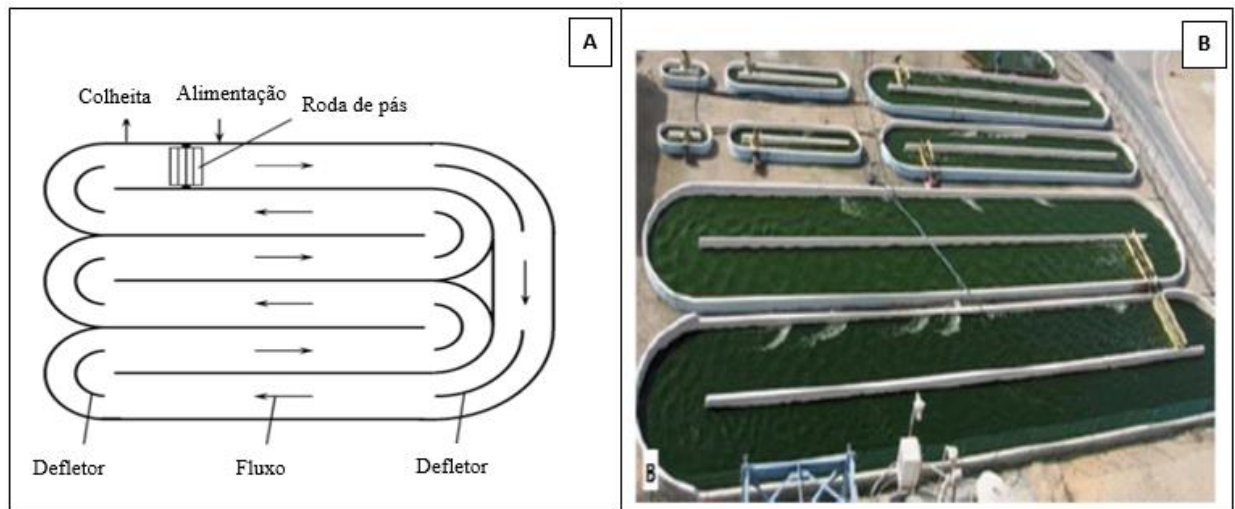 A
Colheita
Alimentação
Roda de pás
Defletor
Fluxo
Defletor
B
B